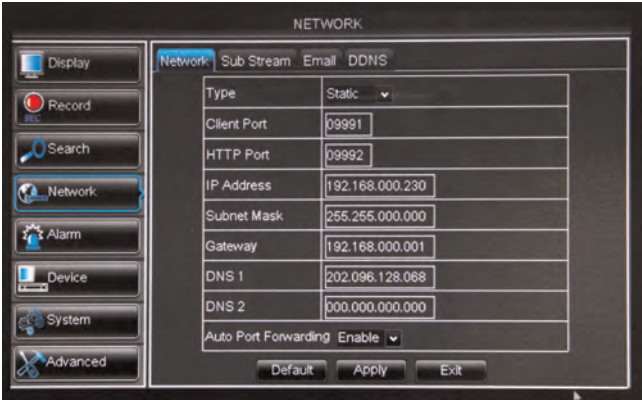 NETWORK
Display
Record
REC
Search
Network
Alarm
Device
System
Advanced
Network Sub Stream Email DDNS
Type Static
Client Port 09991
HTTP Port 09992
IP Address 192.168.000.230
Subnet Mask 255.255.000.000
Gateway 192.168.000.001
DNS 1 202.096.128.068
DNS 2 000.000.000.000
Auto Port Forwarding Enable
Default Apply Exit